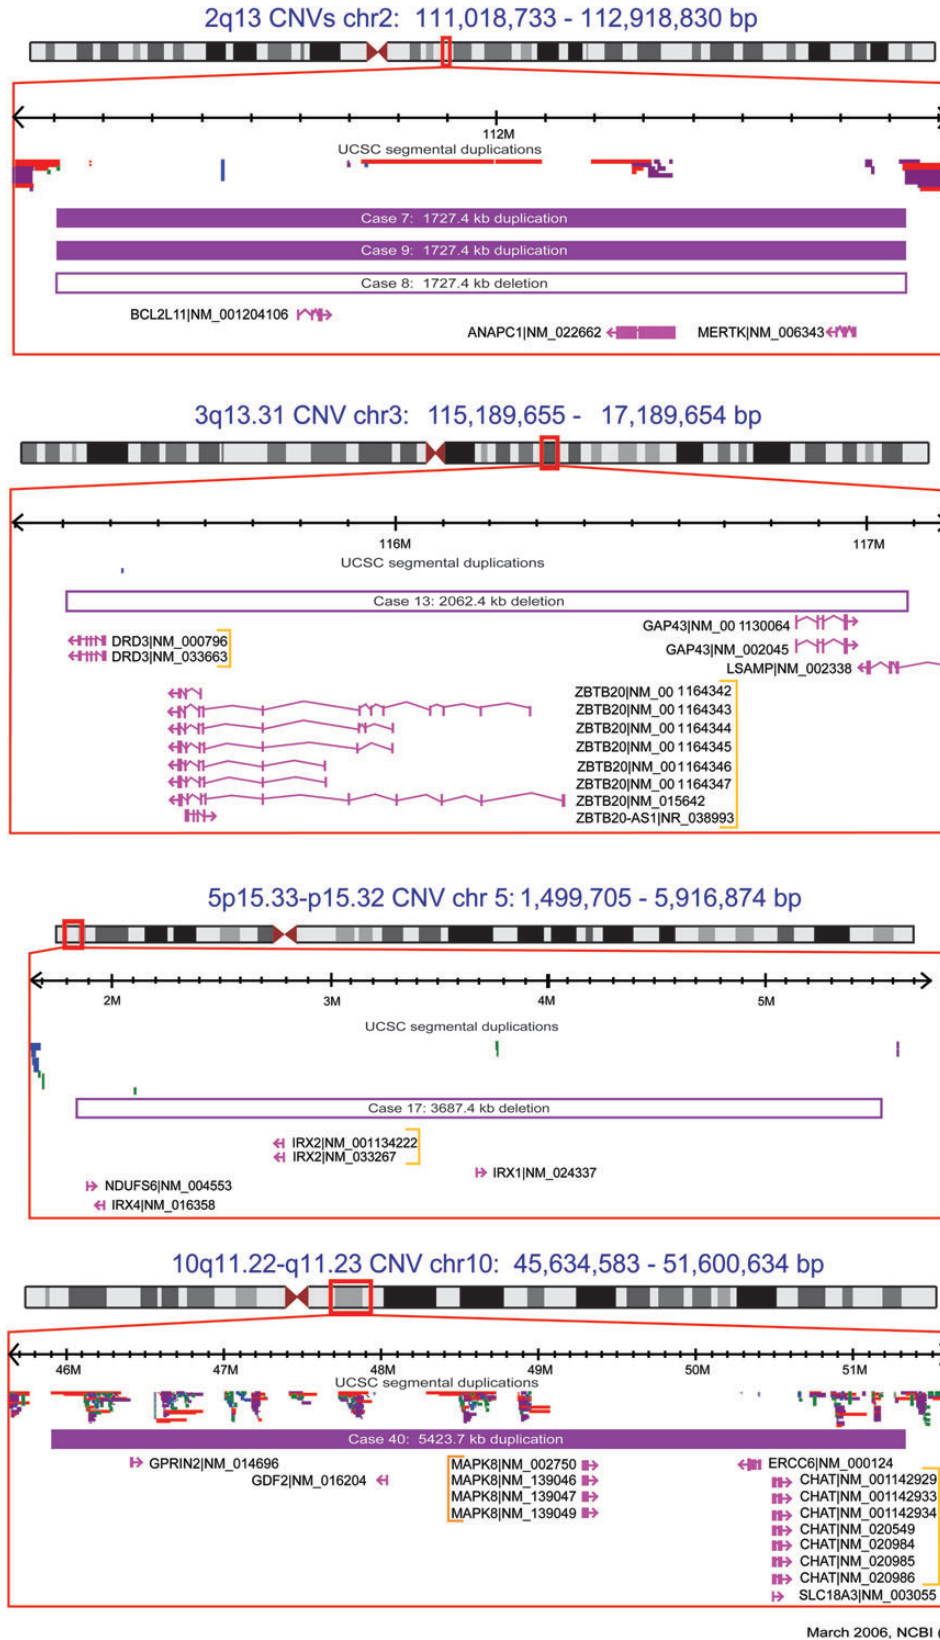 2q13 CNVs chr2: 111,018,733 - 112,918,830 bp
112M
UCSC segmental duplications
Case 7: 1727.4 kb duplication
Case 9: 1727.4 kb duplication
Case 8: 1727.4 kb deletion
BCL2L11|NM_001204106
ANAPC1|NM_022662 MERTK|NM_006343
3q13.31 CNV chr3: 115,189,655 - 17,189,654 bp
116M 117M
UCSC segmental duplications
Case 13: 2062.4 kb deletion
GAP43|NM_00 1130064
DRD3|NM_000796
GAP43|NM_002045
DRD3|NM_033663
LSAMP|NM_002338
ZBTB20|NM_00 1164342
ZBTB20|NM_00 1164343
ZBTB20|NM_00 1164344
ZBTB20|NM_00 1164345
ZBTB20|NM_00 1164346
ZBTB20|NM_00 1164347
ZBTB20|NM_015642
ZBTB20-AS1|NR_038993
5p15.33-p15.32 CNV chr 5: 1,499,705 - 5,916,874 bp
2M 3M 4M 5M
UCSC segmental duplications
Case 17: 3687.4 kb deletion
IRX2|NM_001134222
IRX2|NM_033267
IRX1|NM_024337
NDUFS6|NM_004553
IRX4|NM_016358
10q11.22-q11.23 CNV chr10: 45,634,583 - 51,600,634 bp
46M 47M 48M 49M 50M 51M
UCSC segmental duplications
Case 40: 5423.7 kb duplication
GPRIN2|NM_014696 MAPK8|NM_002750 ERCC6|NM_000124
GDF2|NM_016204 MAPK8|NM_139046 CHAT|NM_001142929
MAPK8|NM_139047 CHAT|NM_001142933
MAPK8|NM_139049 CHAT|NM_001142934
CHAT|NM_020549
CHAT|NM_020984
CHAT|NM_020985
CHAT|NM_020986
SLC18A3|NM_003055
March 2006, NCBI